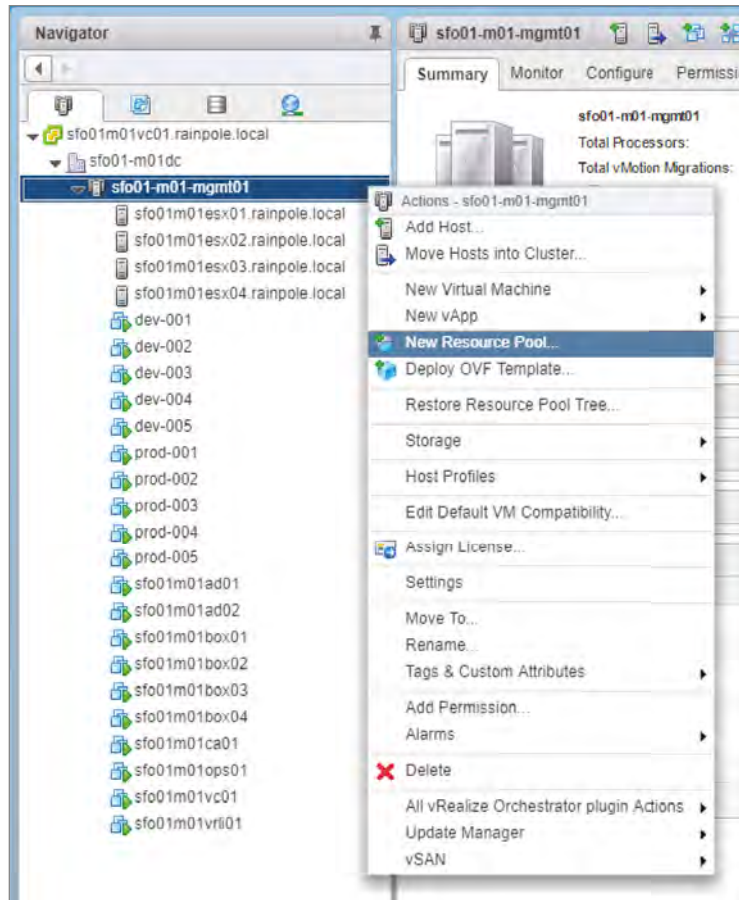 Navigator
sfo01m01vc01.rainpole.local
sfo01-m01dc
sfo01-m01-mgmt01
sfo01m01esx01.rainpole.local
sfo01m01esx02.rainpole.local
sfo01m01esx03.rainpole.local
sfo01m01esx04.rainpole.local
dev-001
dev-002
dev-003
dev-004
dev-005
prod-001
prod-002
prod-003
prod-004
prod-005
sfo01m01ad01
sfo01m01ad02
sfo01m01box01
sfo01m01box02
sfo01m01box03
sfo01m01box04
sfo01m01ca01
sfo01m01ops01
sfo01m01vc01
sfo01m01vrli01
sfo01-m01-mgmt01
Summary Monitor Configure Permissi
sfo01-m01-mgmt01
Total Processors:
Total vMotion Migrations:
Actions - sfo01-m01-mgmt01
Add Host...
Move Hosts into Cluster...
New Virtual Machine
New vApp
New Resource Pool...
Deploy OVF Template...
Restore Resource Pool Tree...
Storage
Host Profiles
Edit Default VM Compatibility...
Assign License...
Settings
Move To...
Rename...
Tags & Custom Attributes
Add Permission...
Alarms
Delete
All vRealize Orchestrator plugin Actions
Update Manager
vSAN